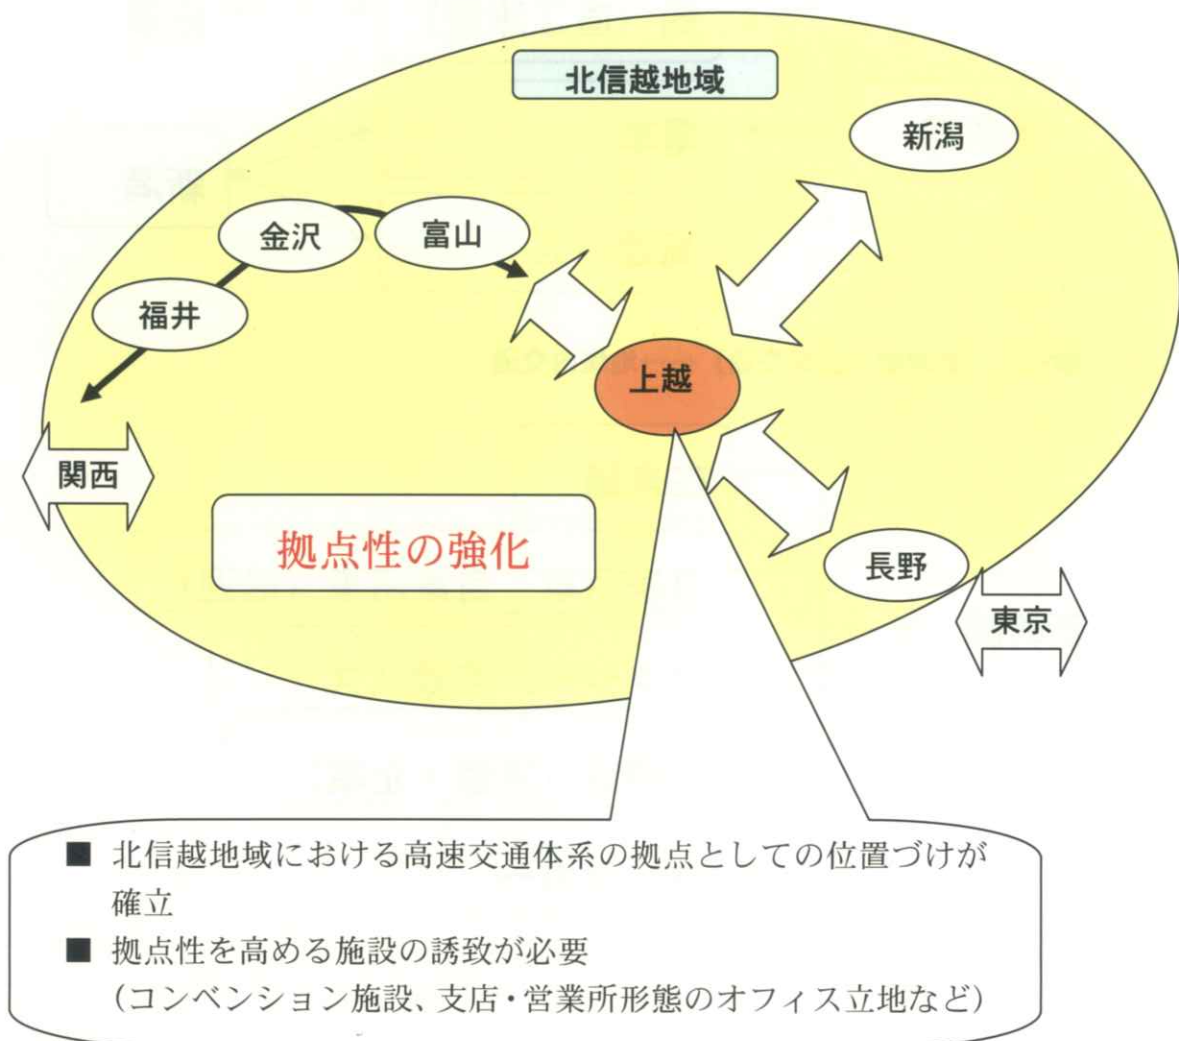 北信越地域
新潟
金沢
富山
福井
上越
関西
拠点性の強化
長野
東京
■ 北信越地域における高速交通体系の拠点としての位置づけが
確立
■ 拠点性を高める施設の誘致が必要
(コンベンション施設、支店・営業所形態のオフィス立地など)